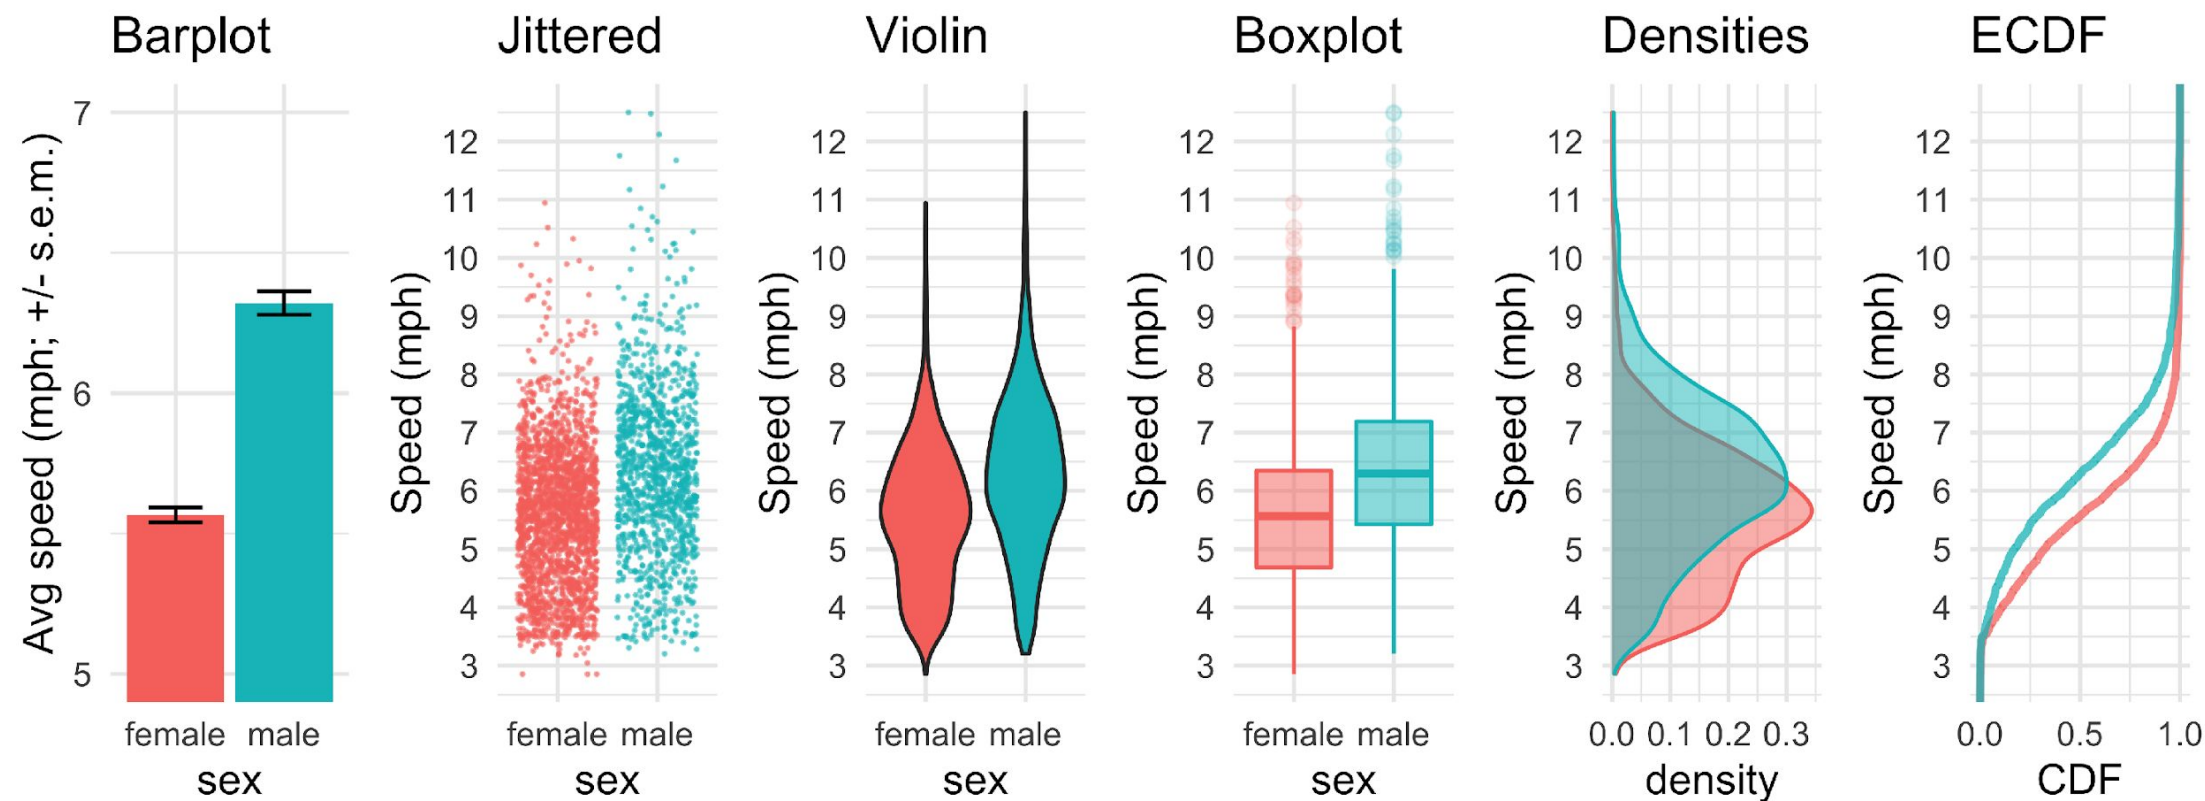 Barplot
Avg speed (mph; +/- s.e.m.)
7
6
5
female male
sex
Jittered
Speed (mph)
12
11
10
9
8
7
6
5
4
3
female male
sex
Violin
Speed (mph)
12
11
10
9
8
7
6
5
4
3
female male
sex
Boxplot
Speed (mph)
12
11
10
9
8
7
6
5
4
3
female male
sex
Densities
Speed (mph)
12
11
10
9
8
7
6
5
4
3
0.0 0.1 0.2 0.3
density
ECDF
Speed (mph)
12
11
10
9
8
7
6
5
4
3
0.0 0.5 1.0
CDF